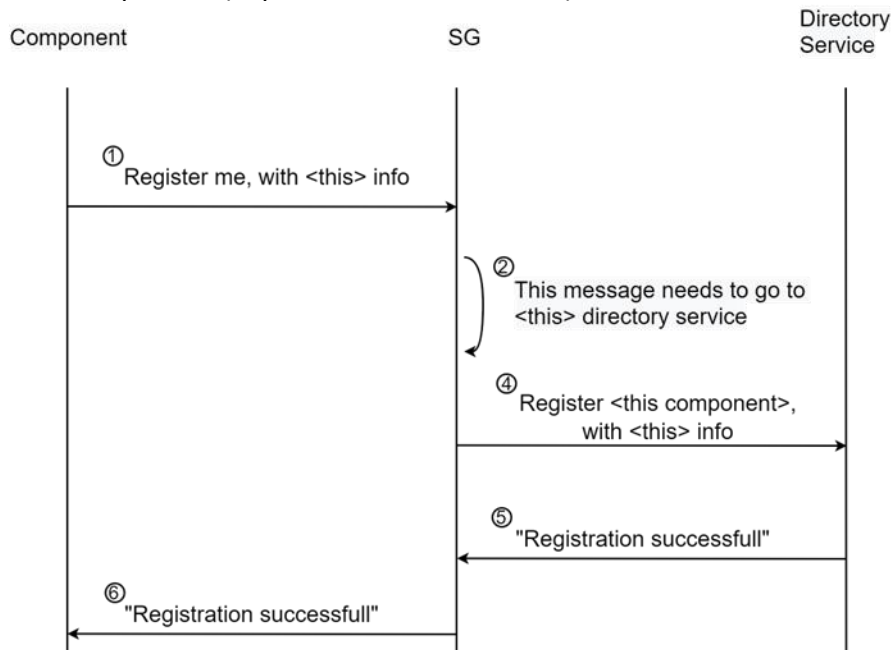 Component
SG
Directory
Service
①
Register me, with <this> info
②
This message needs to go to
<this> directory service
④
Register <this component>,
with <this> info
⑤
"Registration successfull"
⑥
"Registration successfull"